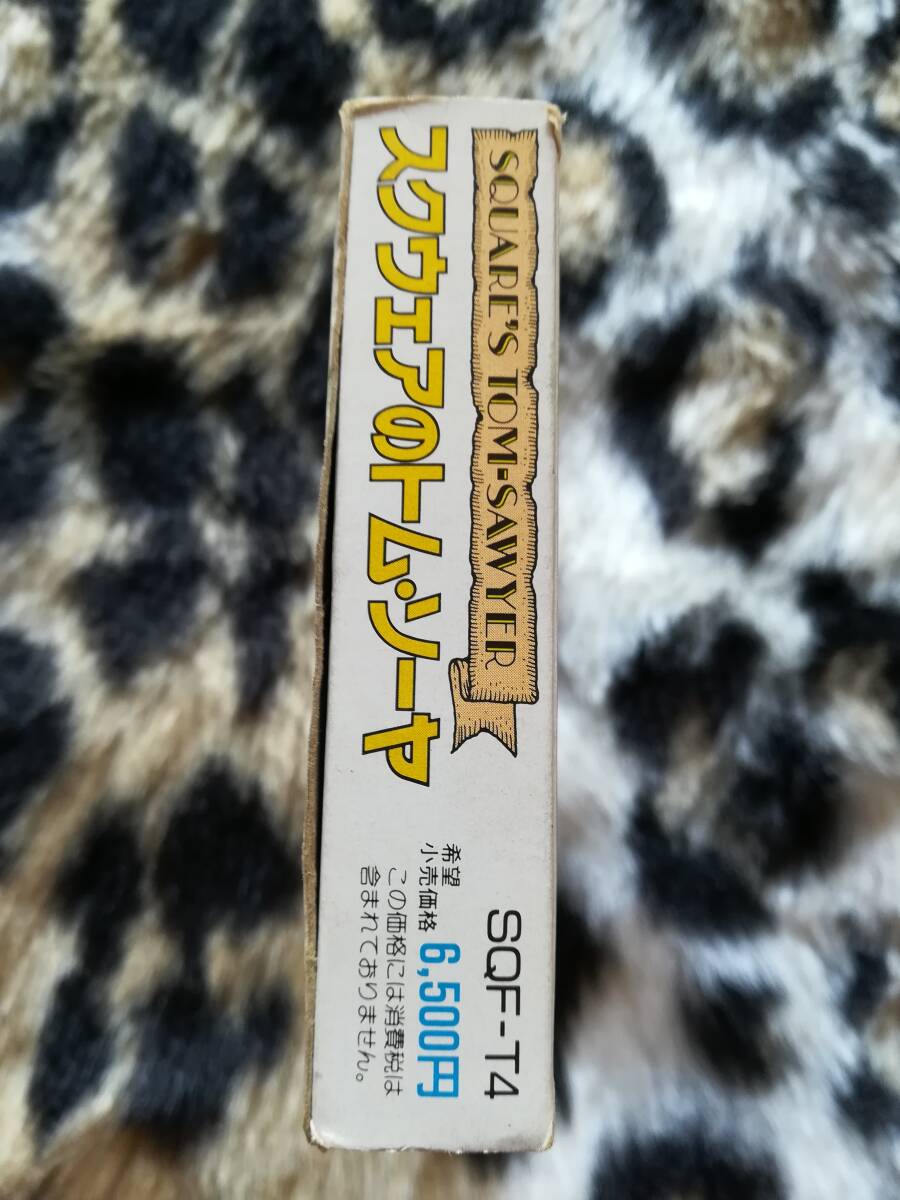 SQUARE'S TOM-SAWYER
スクウェアのトム・ソーヤ
SQF-T4
希望
小売価格 6,500円
この価格には消費税は
含まれておりません。